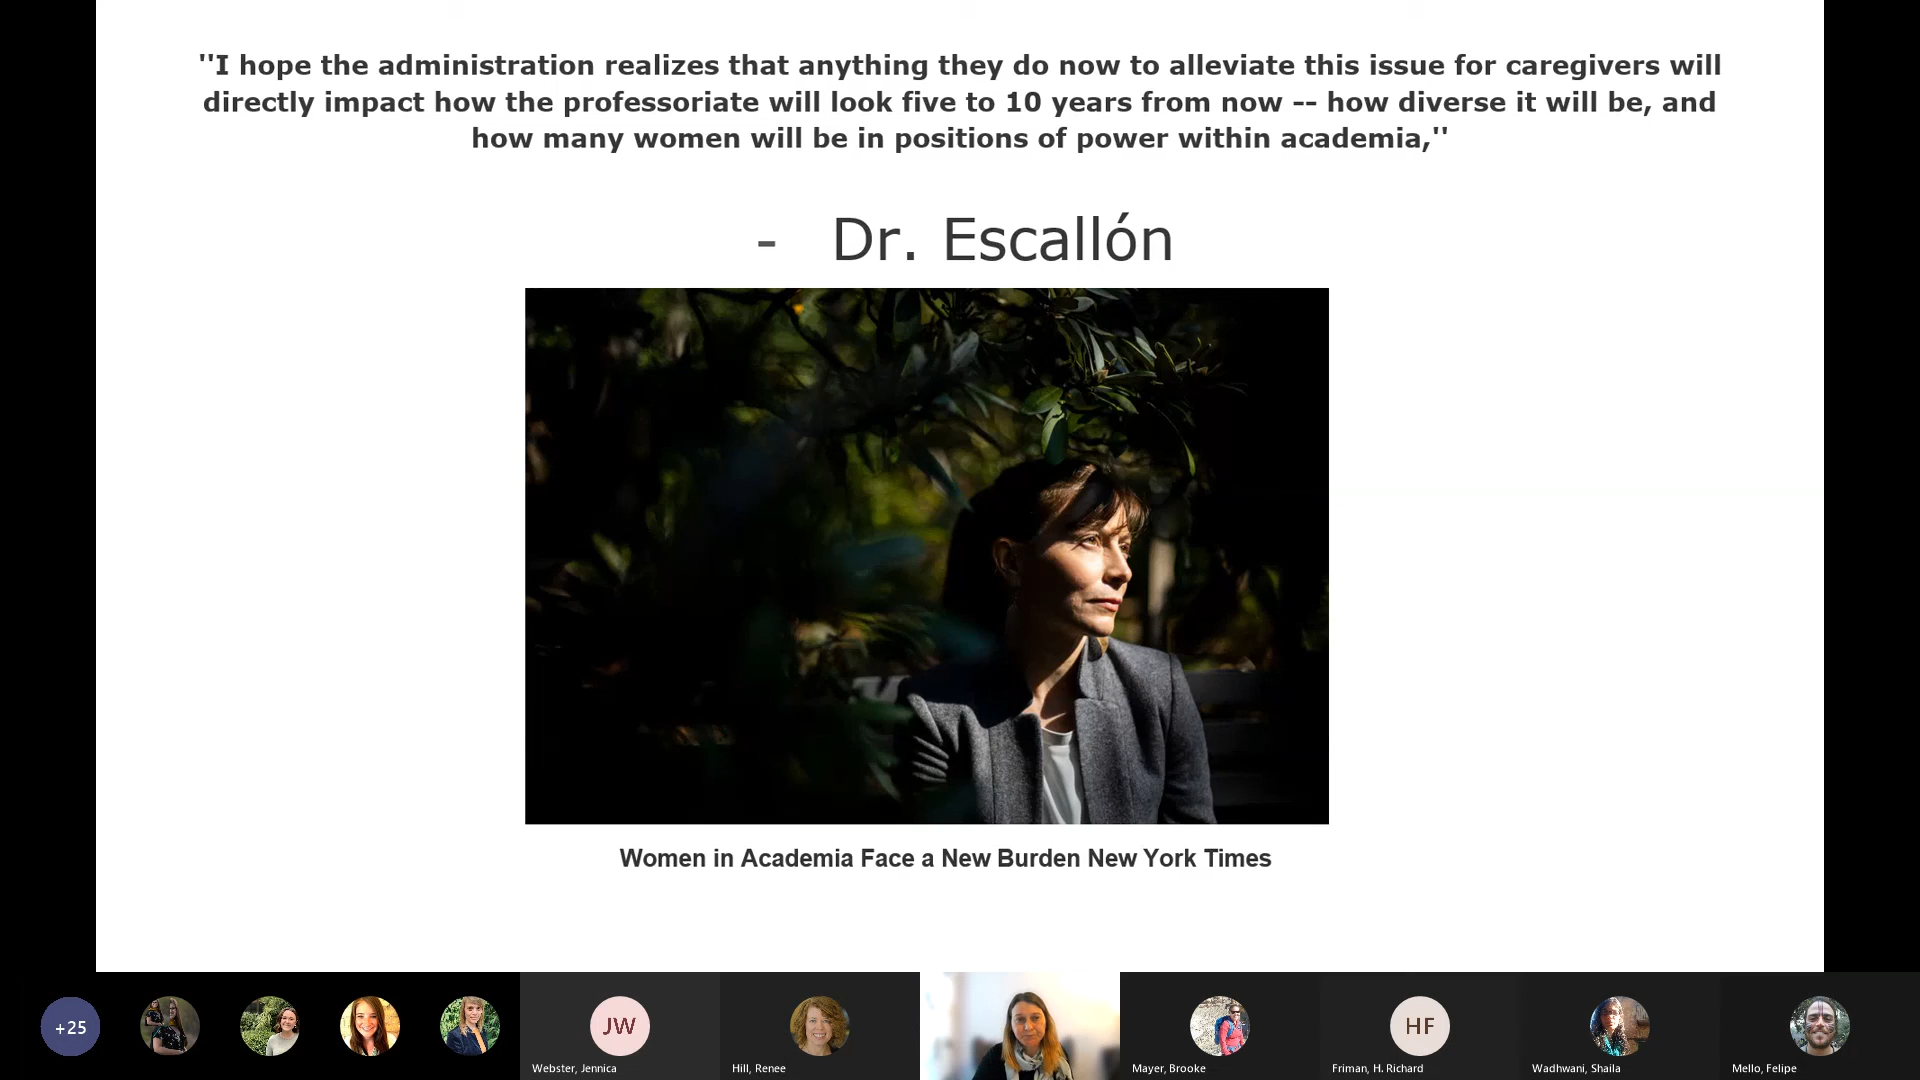 ''I hope the administration realizes that anything they do now to alleviate this issue for caregivers will
directly impact how the professoriate will look five to 10 years from now -- how diverse it will be, and
how many women will be in positions of power within academia,''
- Dr. Escallón
Women in Academia Face a New Burden New York Times
+25
JW
HF
Webster, Jennica
Hill, Renee
Mayer, Brooke
Friman, H. Richard
Wadhwani, Shaila
Mello, Felipe